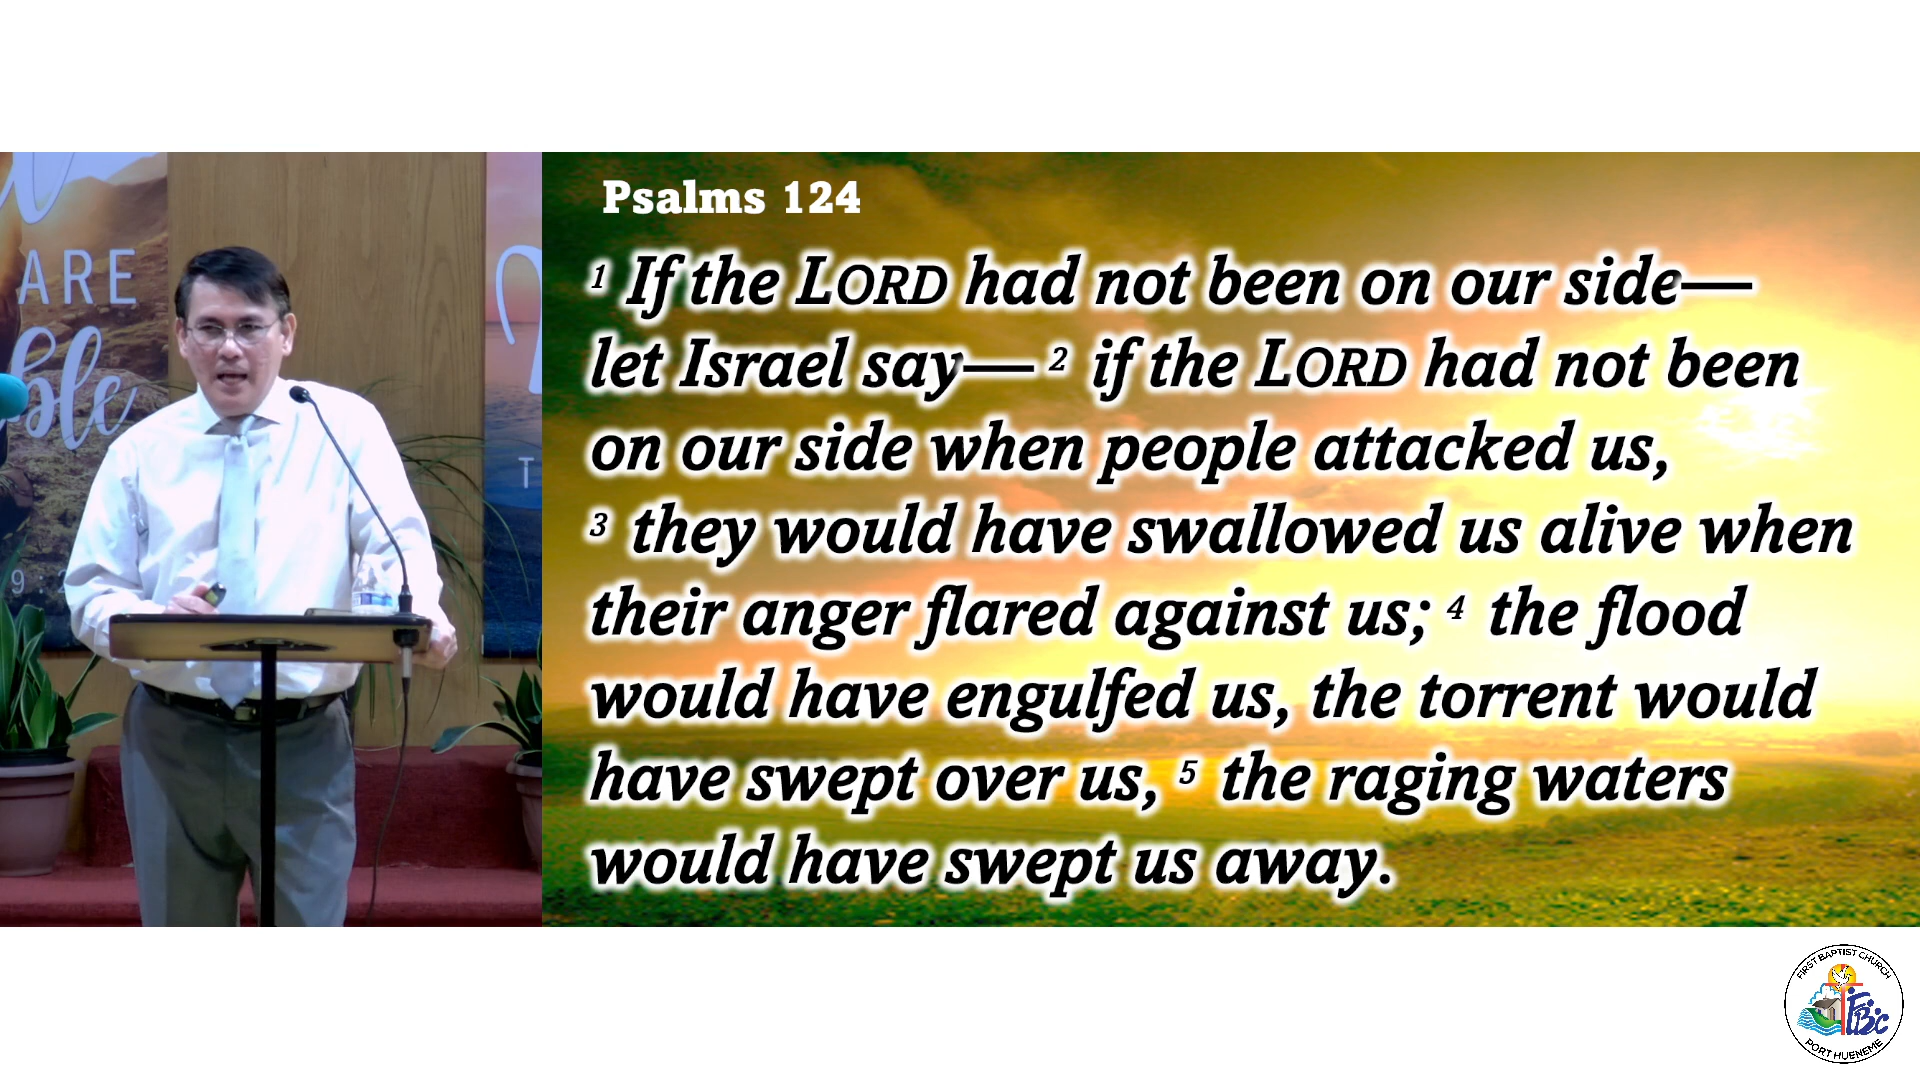 ARE
ble
T
9
Psalms 124
1 If the LORD had not been on our side—
let Israel say— 2 if the LORD had not been
on our side when people attacked us,
3 they would have swallowed us alive when
their anger flared against us; 4 the flood
would have engulfed us, the torrent would
have swept over us, 5 the raging waters
would have swept us away.
FIRST BAPTIST CHURCH
FBC
PORT HUENEME